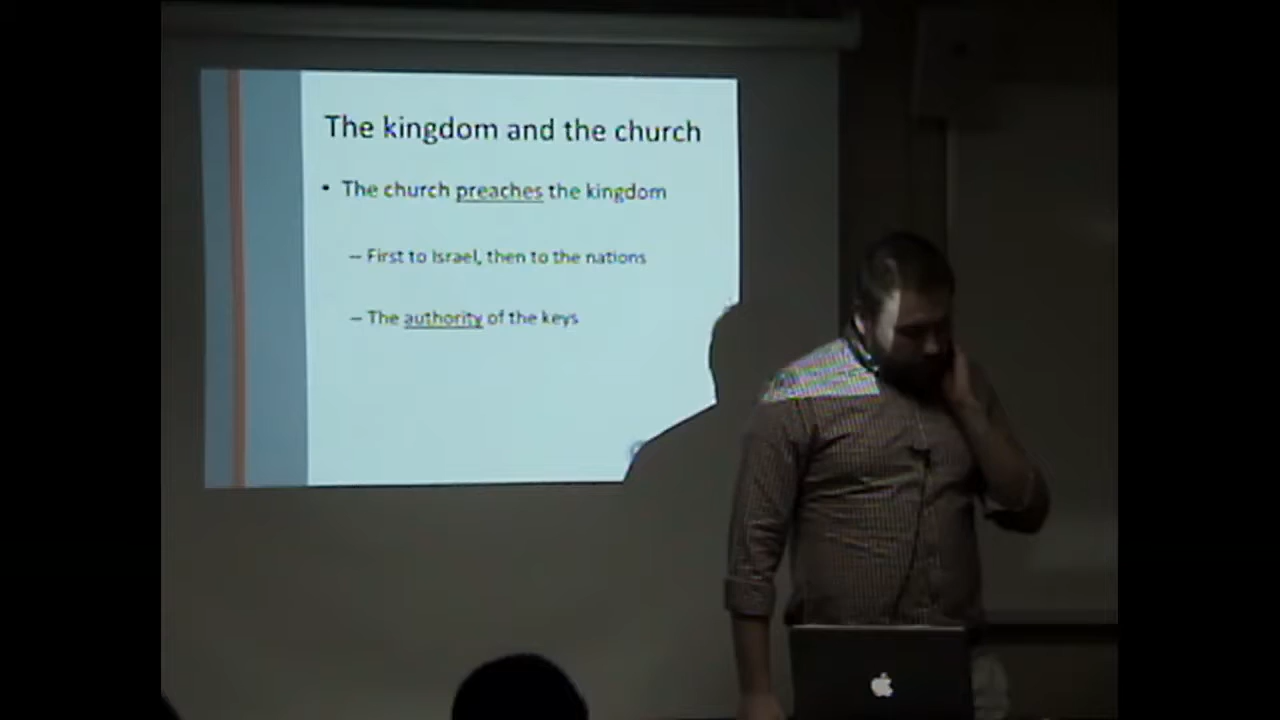 The kingdom and the church
• The church preaches the kingdom
– First to Israel, then to the nations
– The authority of the keys